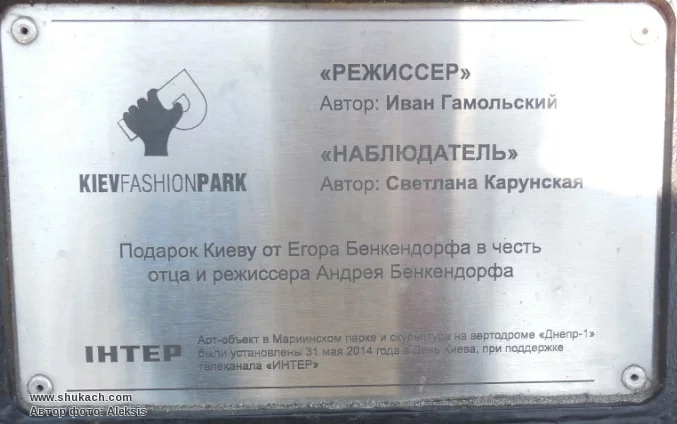 «РЕЖИССЕР»
Автор: Иван Гамольский
«НАБЛЮДАТЕЛЬ»
Автор: Светлана Карунская
KIEVFASHIONPARK
Подарок Киеву от Егора Бенкендорфа в честь
отца и режиссера Андрея Бенкендорфа
ІНТЕР
Арт-объект в Мариинском парке и скульптура на вертодроме «Днепр-1»
были установлены 31 мая 2014 года в День Киева, при поддержке
телеканала «ИНТЕР»
www.shukach.com
Автор фото: Aleksis